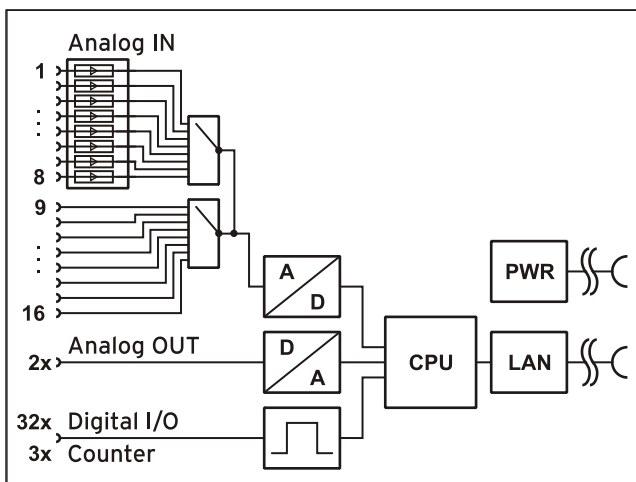 Analog IN
1
8
9
16
A
D
PWR
Analog OUT
2x
D
A
CPU
LAN
32x Digital I/O
3x Counter